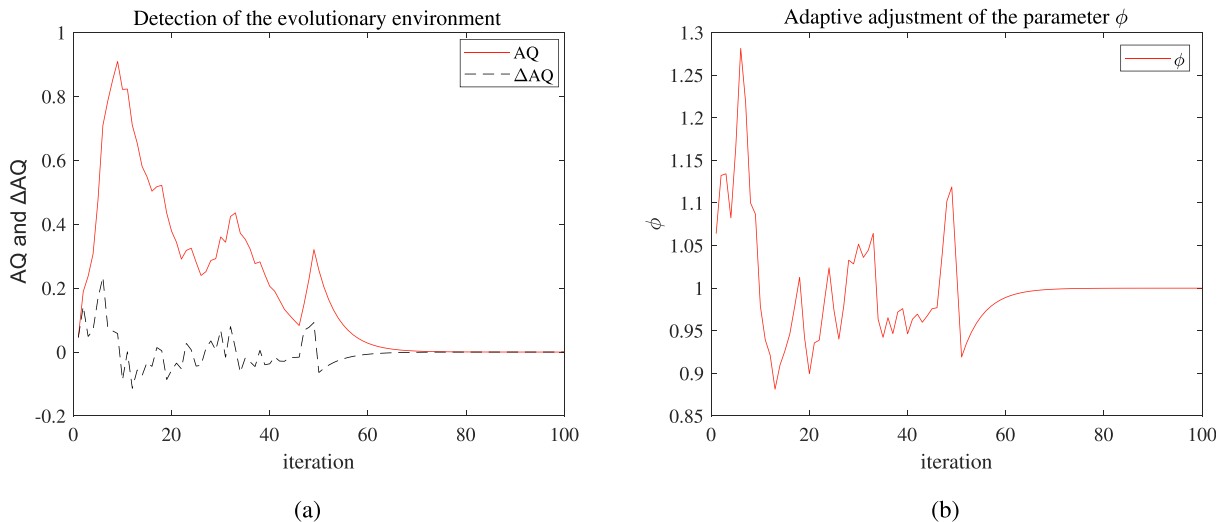 Detection of the evolutionary environment
1
0.8
0.6
0.4
0.2
0
-0.2
AQ and ΔAQ
AQ
ΔAQ
0 20 40 60 80 100
iteration
(a)
Adaptive adjustment of the parameter ϕ
1.3
1.25
1.2
1.15
1.1
1.05
1
0.95
0.9
0.85
ϕ
ϕ
0 20 40 60 80 100
iteration
(b)